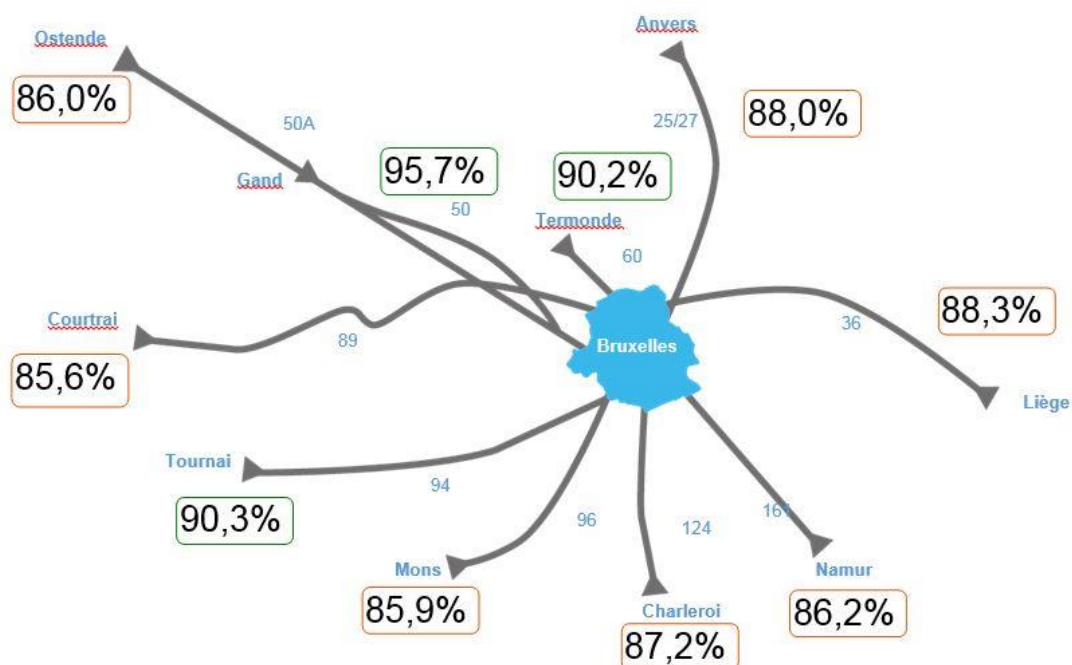 Anvers
Ostende
86,0%
88,0%
50A
25/27
95,7%
90,2%
Gand
50
Termonde
60
88,3%
Courtrai
36
89
Bruxelles
85,6%
Liège
Tournai
94
90,3%
96
124
161
Mons
Namur
85,9%
Charleroi
86,2%
87,2%